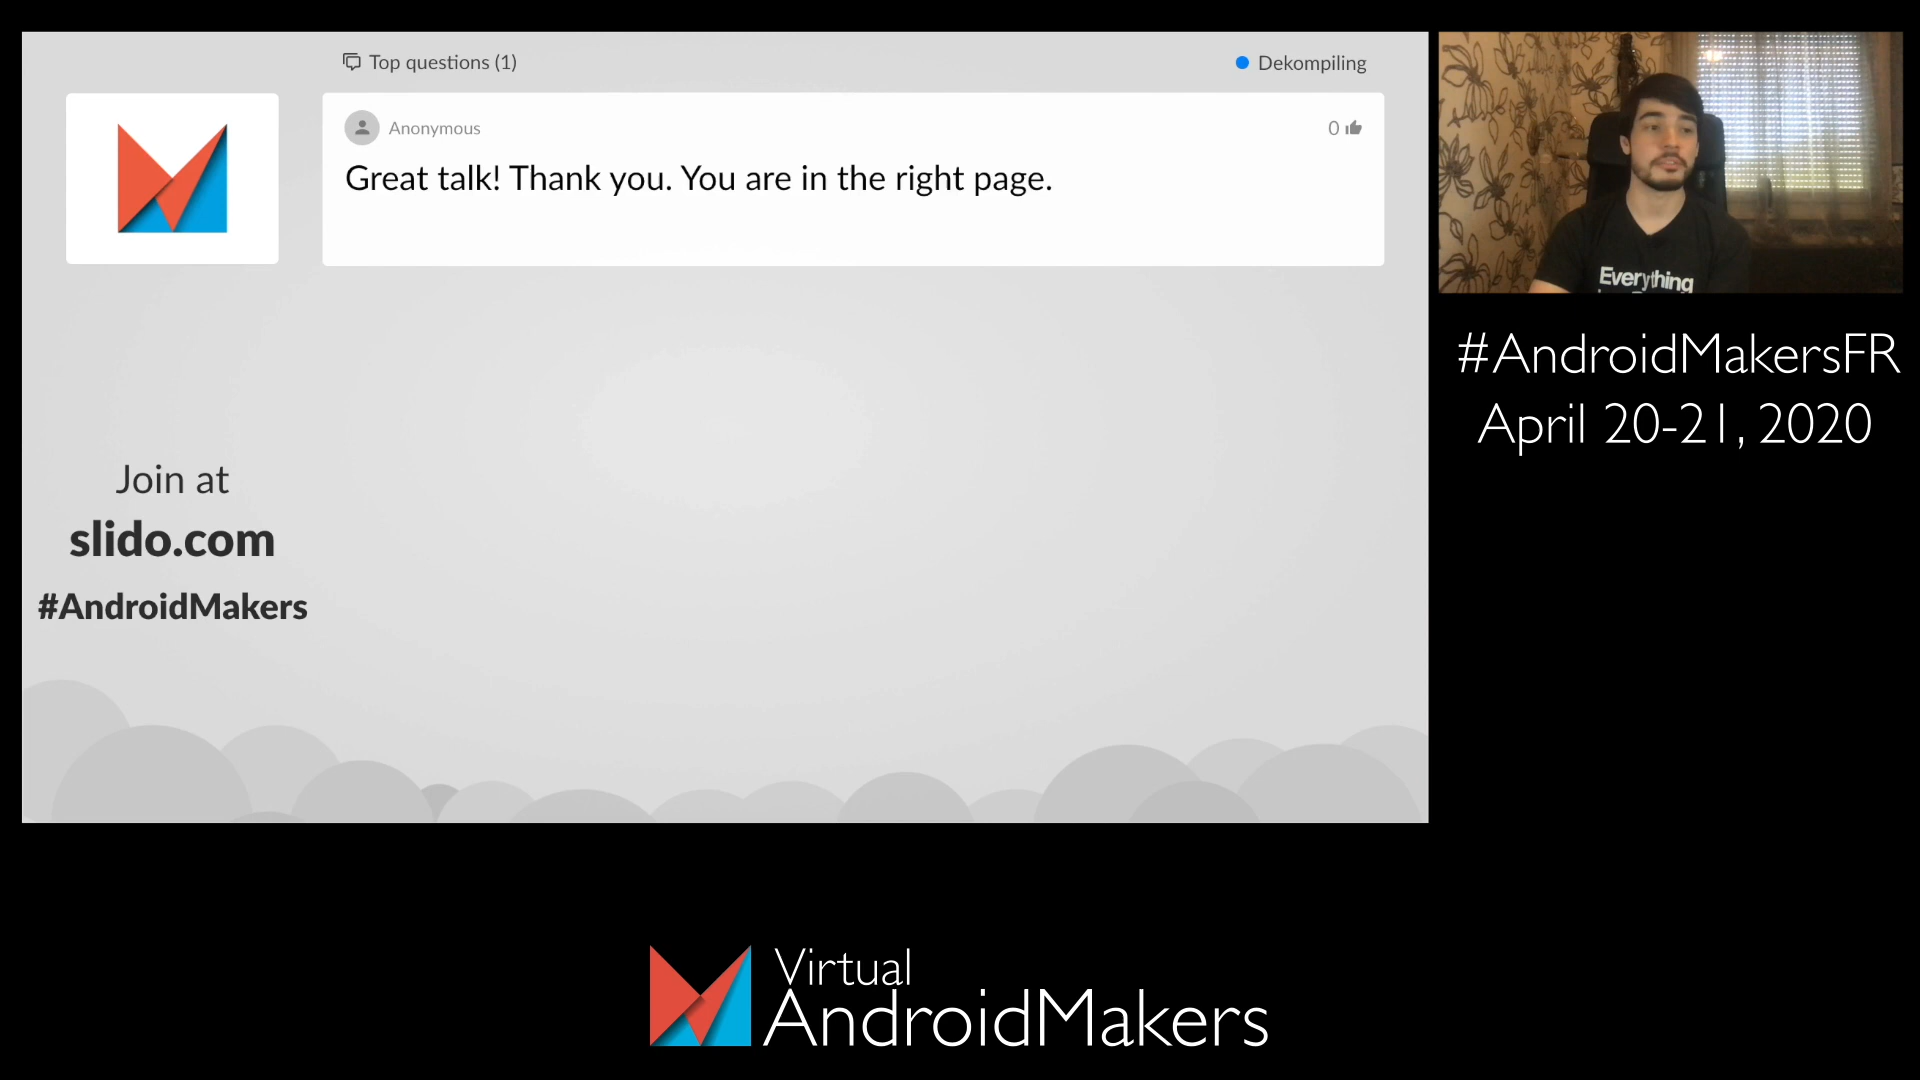 Top questions (1)
Dekompiling
Anonymous
0
Great talk! Thank you. You are in the right page.
Join at
slido.com
#AndroidMakers
Everything
#AndroidMakersFR
April 20-21, 2020
Virtual
AndroidMakers